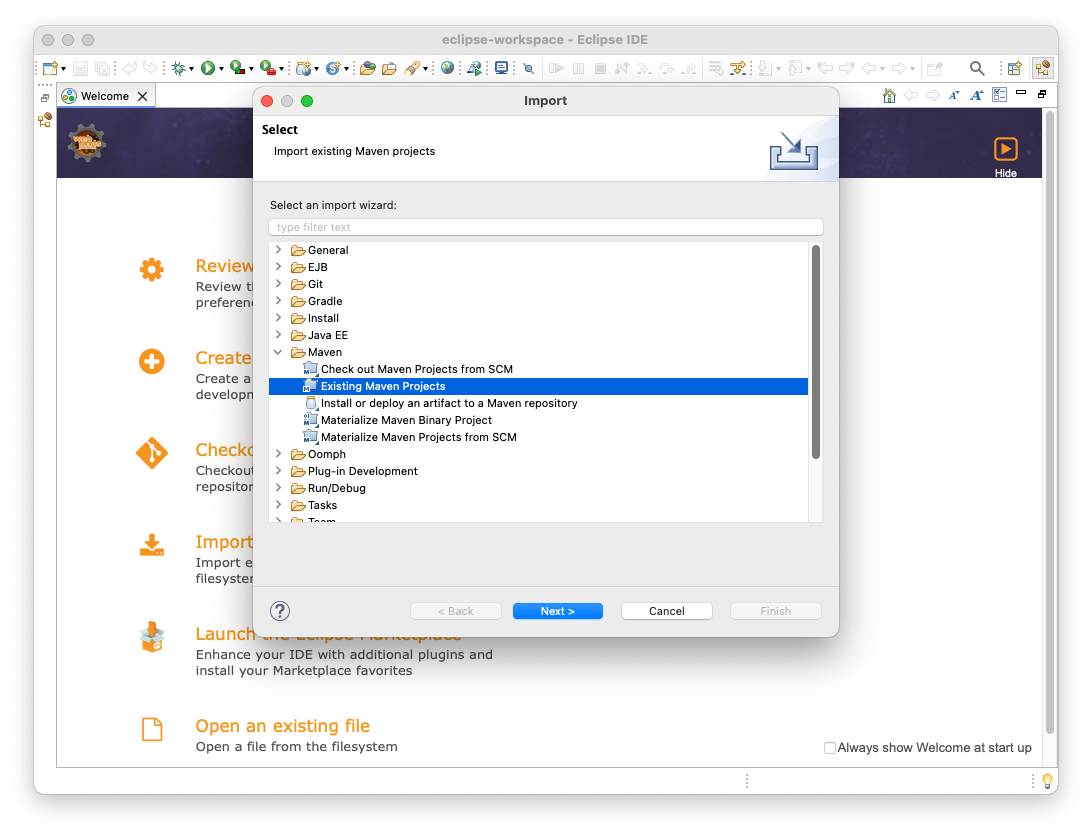 eclipse-workspace - Eclipse IDE
Welcome
Import
Select
Import existing Maven projects
Hide
Select an import wizard:
type filter text
General
EJB
Git
Gradle
Install
Java EE
Maven
Check out Maven Projects from SCM
Existing Maven Projects
Install or deploy an artifact to a Maven repository
Materialize Maven Binary Project
Materialize Maven Projects from SCM
Oomph
Plug-in Development
Run/Debug
Tasks
Team
< Back
Next >
Cancel
Finish
Review
Review t
preferen
Create
Create a
developn
Checko
Checkout
repositor
Import
Import e
filesyster
Launch the Eclipse Marketplace
Enhance your IDE with additional plugins and
install your Marketplace favorites
Open an existing file
Open a file from the filesystem
Always show Welcome at start up